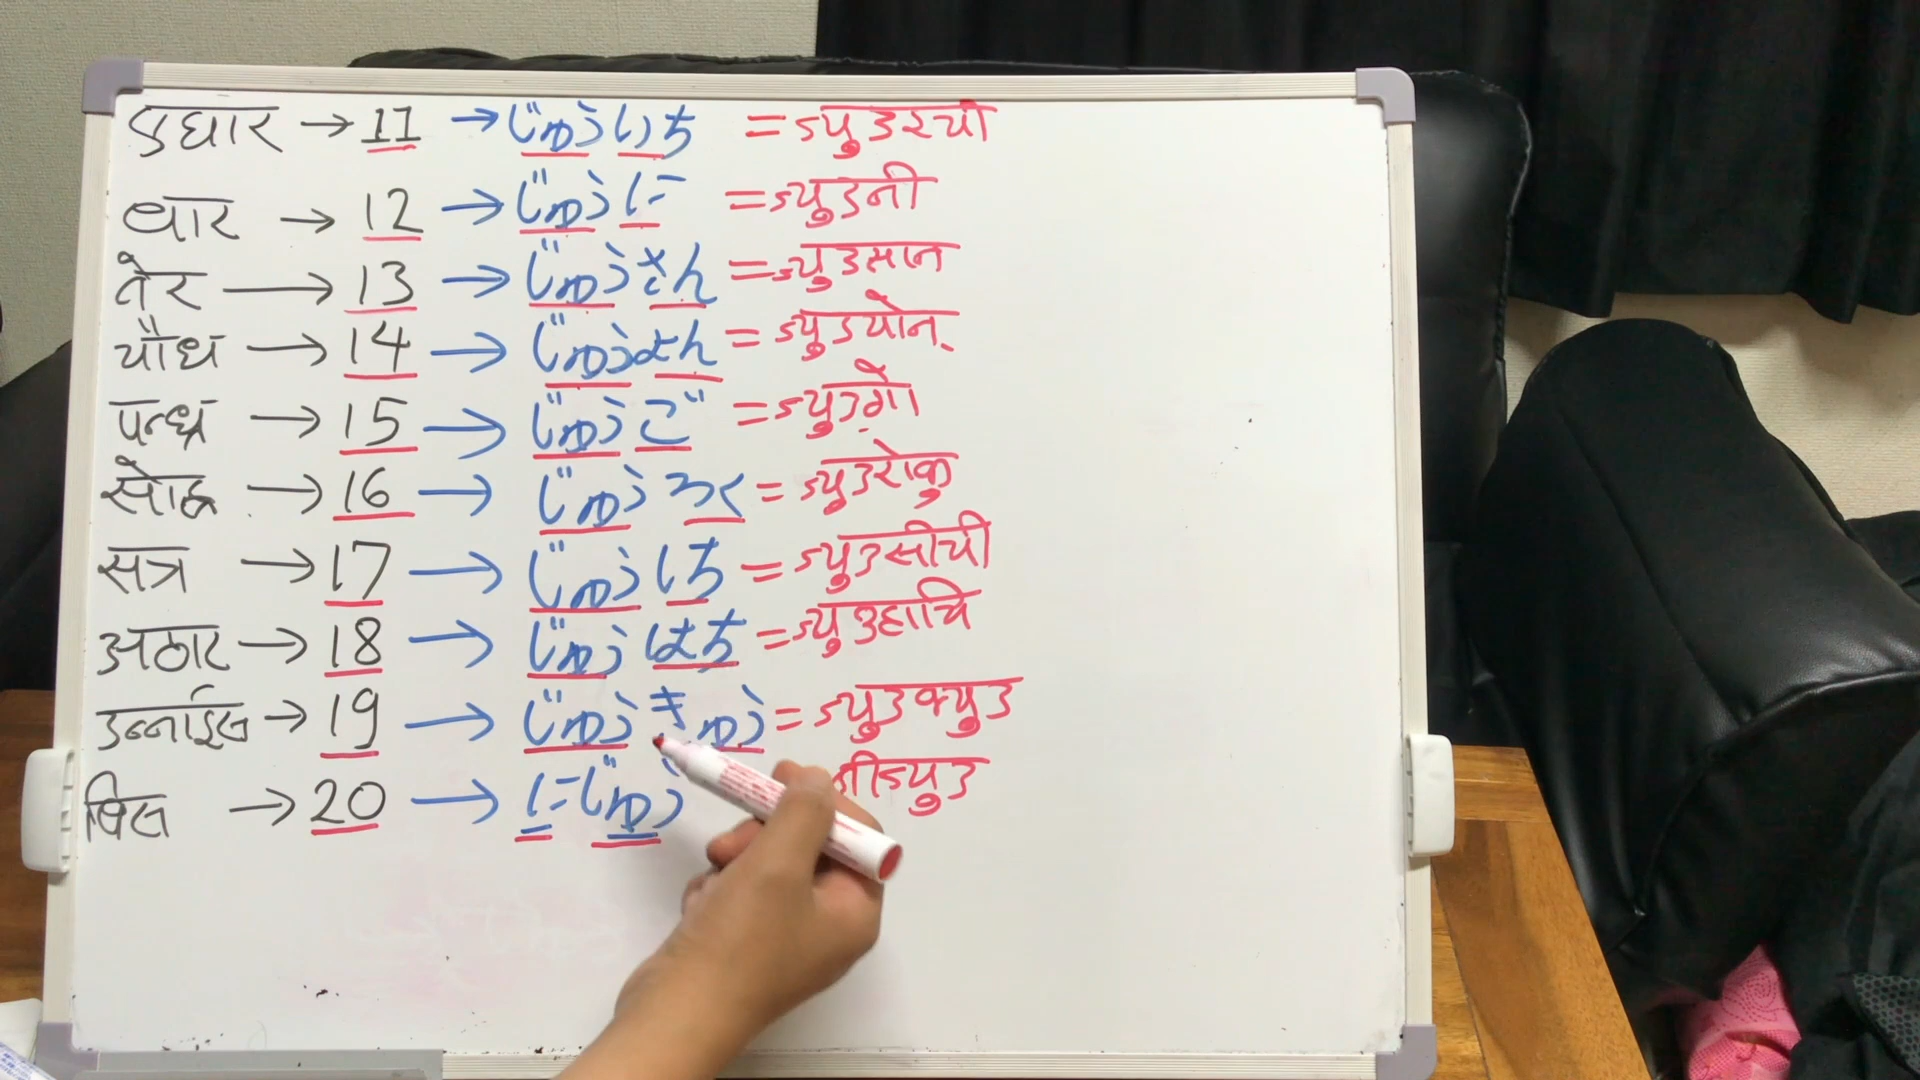 एघार → 11 → じゅういち = ज्युउइची
बार → 12 → じゅうに = ज्युउनी
तेर → 13 → じゅうさん = ज्युउसान
चौध → 14 → じゅうよん = ज्युउयोन्
पन्ध्र → 15 → じゅうご = ज्युउगो
सोह्र → 16 → じゅうろく = ज्युउरोकु
सत्र → 17 → じゅうしち = ज्युउसीची
अठार → 18 → じゅうはち = ज्युउहाचि
उन्नाईस → 19 → じゅうきゅう = ज्युउक्युउ
बिस → 20 → にじゅう नीज्युउ